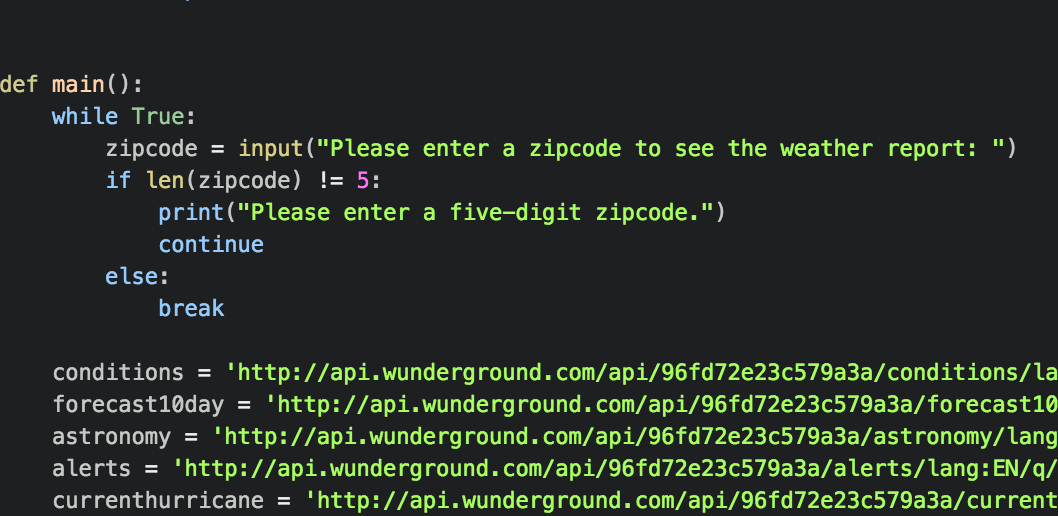 def main():
    while True:
        zipcode = input("Please enter a zipcode to see the weather report: ")
        if len(zipcode) != 5:
            print("Please enter a five-digit zipcode.")
            continue
        else:
            break
    conditions = 'http://api.wunderground.com/api/96fd72e23c579a3a/conditions/la
    forecast10day = 'http://api.wunderground.com/api/96fd72e23c579a3a/forecast10
    astronomy = 'http://api.wunderground.com/api/96fd72e23c579a3a/astronomy/lang
    alerts = 'http://api.wunderground.com/api/96fd72e23c579a3a/alerts/lang:EN/q/
    currenthurricane = 'http://api.wunderground.com/api/96fd72e23c579a3a/current